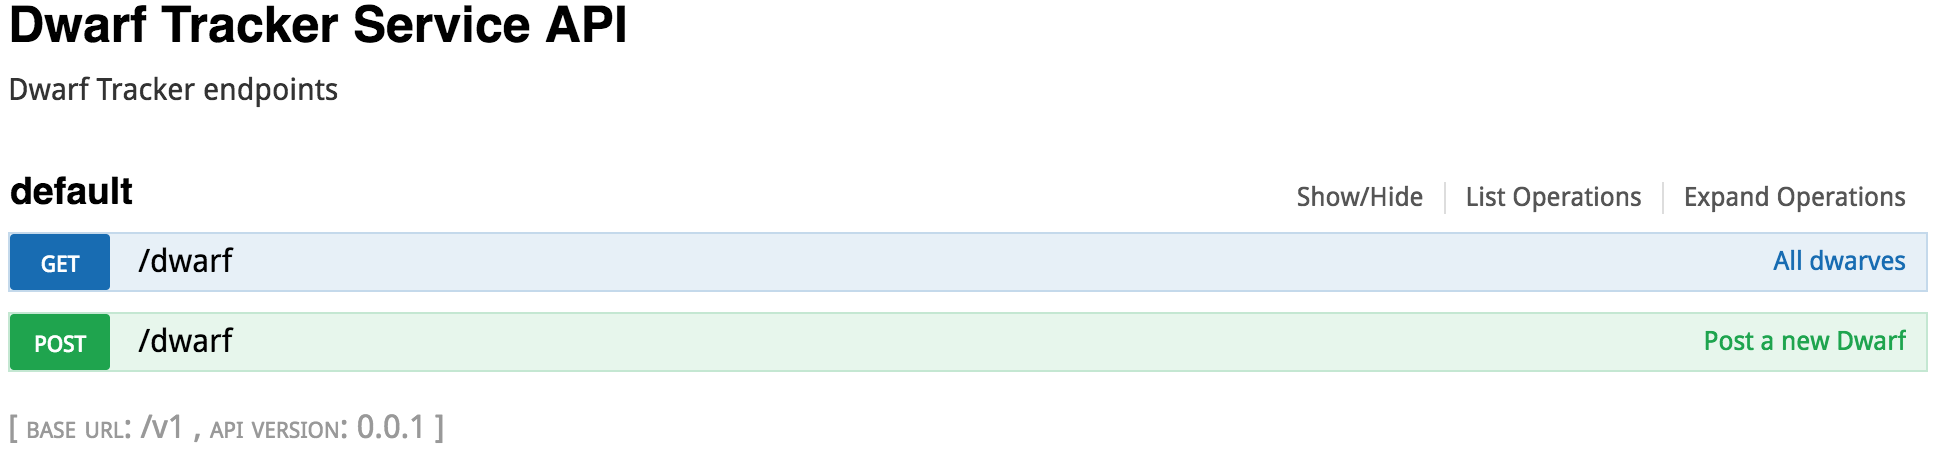 Dwarf Tracker Service API
Dwarf Tracker endpoints
default Show/Hide List Operations Expand Operations
GET /dwarf All dwarves
POST /dwarf Post a new Dwarf
[ BASE URL: /v1 , API VERSION: 0.0.1 ]